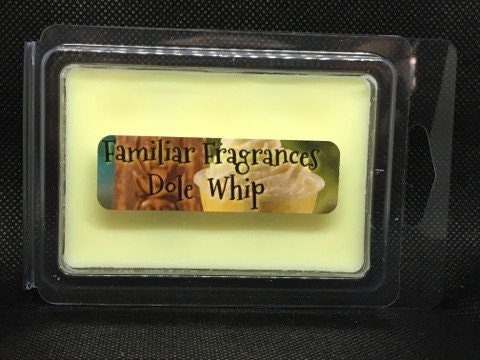 Familiar Fragrances
Dole Whip